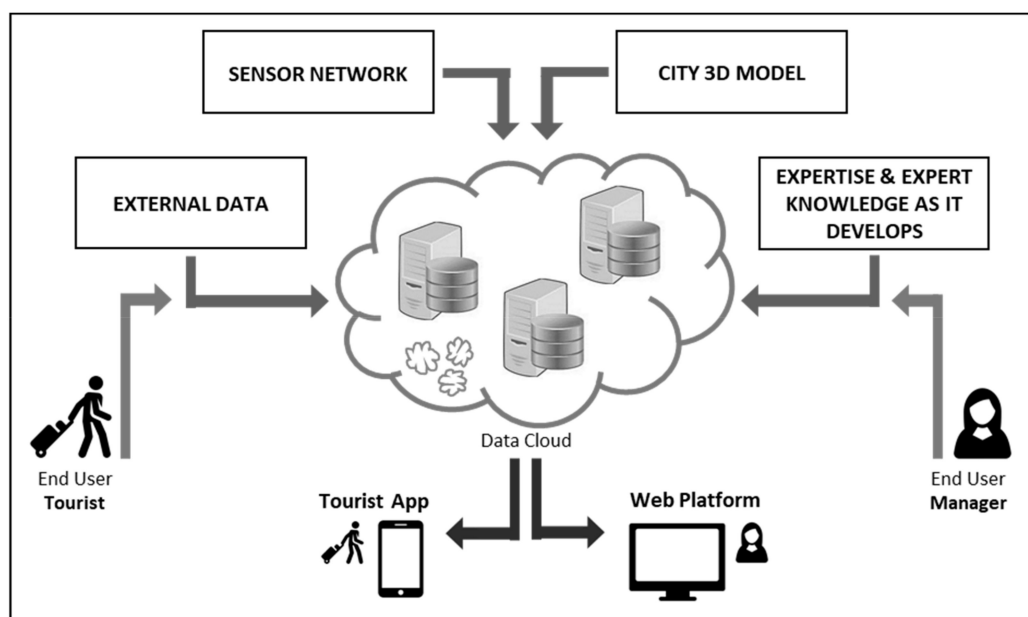 SENSOR NETWORK
CITY 3D MODEL
EXTERNAL DATA
EXPERTISE & EXPERT
KNOWLEDGE AS IT
DEVELOPS
Data Cloud
End User
Tourist
End User
Manager
Tourist App
Web Platform